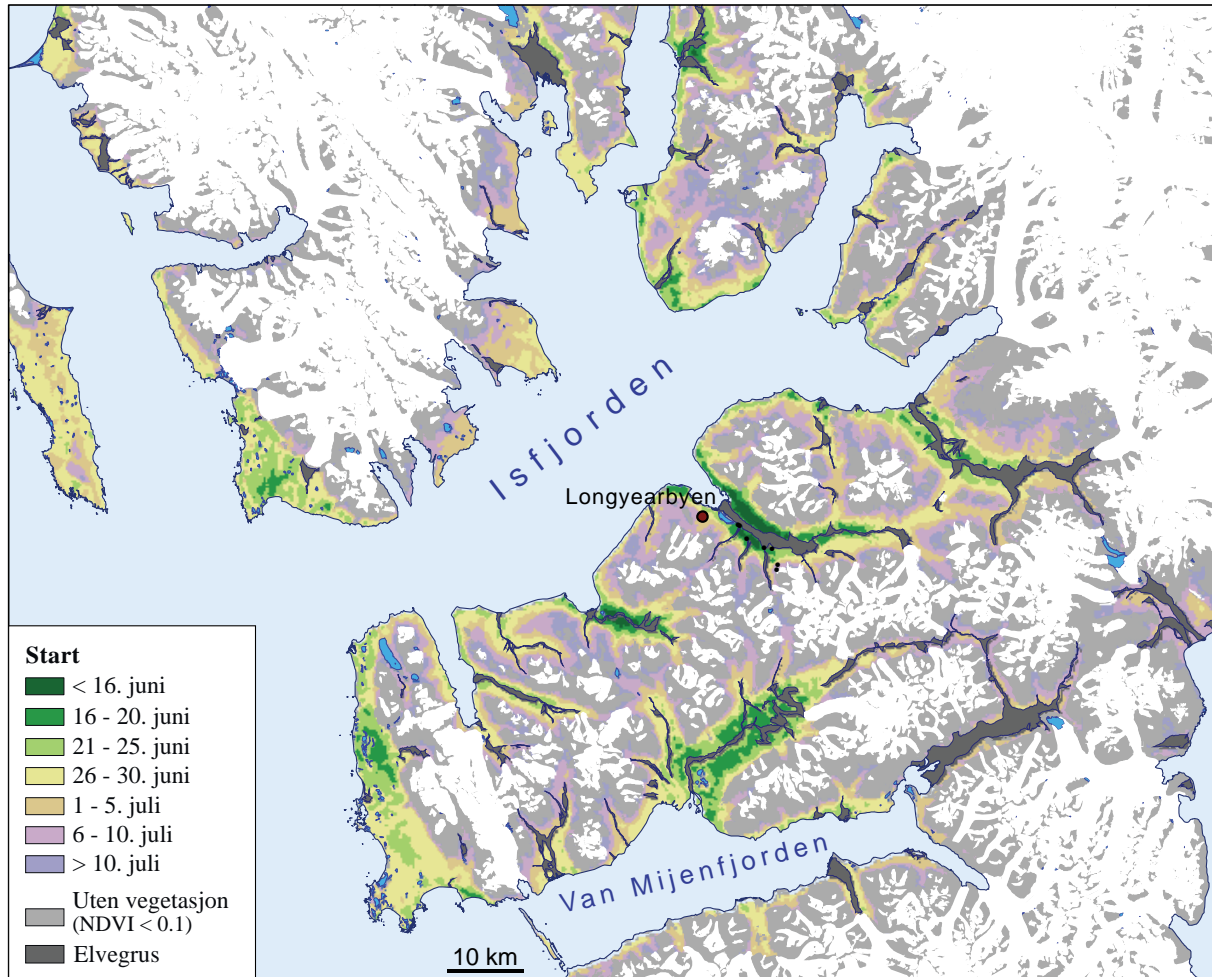 Isfjorden
Longyearbyen
Start
< 16. juni
16 - 20. juni
21 - 25. juni
26 - 30. juni
1 - 5. juli
6 - 10. juli
> 10. juli
Uten vegetasjon
(NDVI < 0.1)
Elvegrus
Van Mijenfjorden
10 km